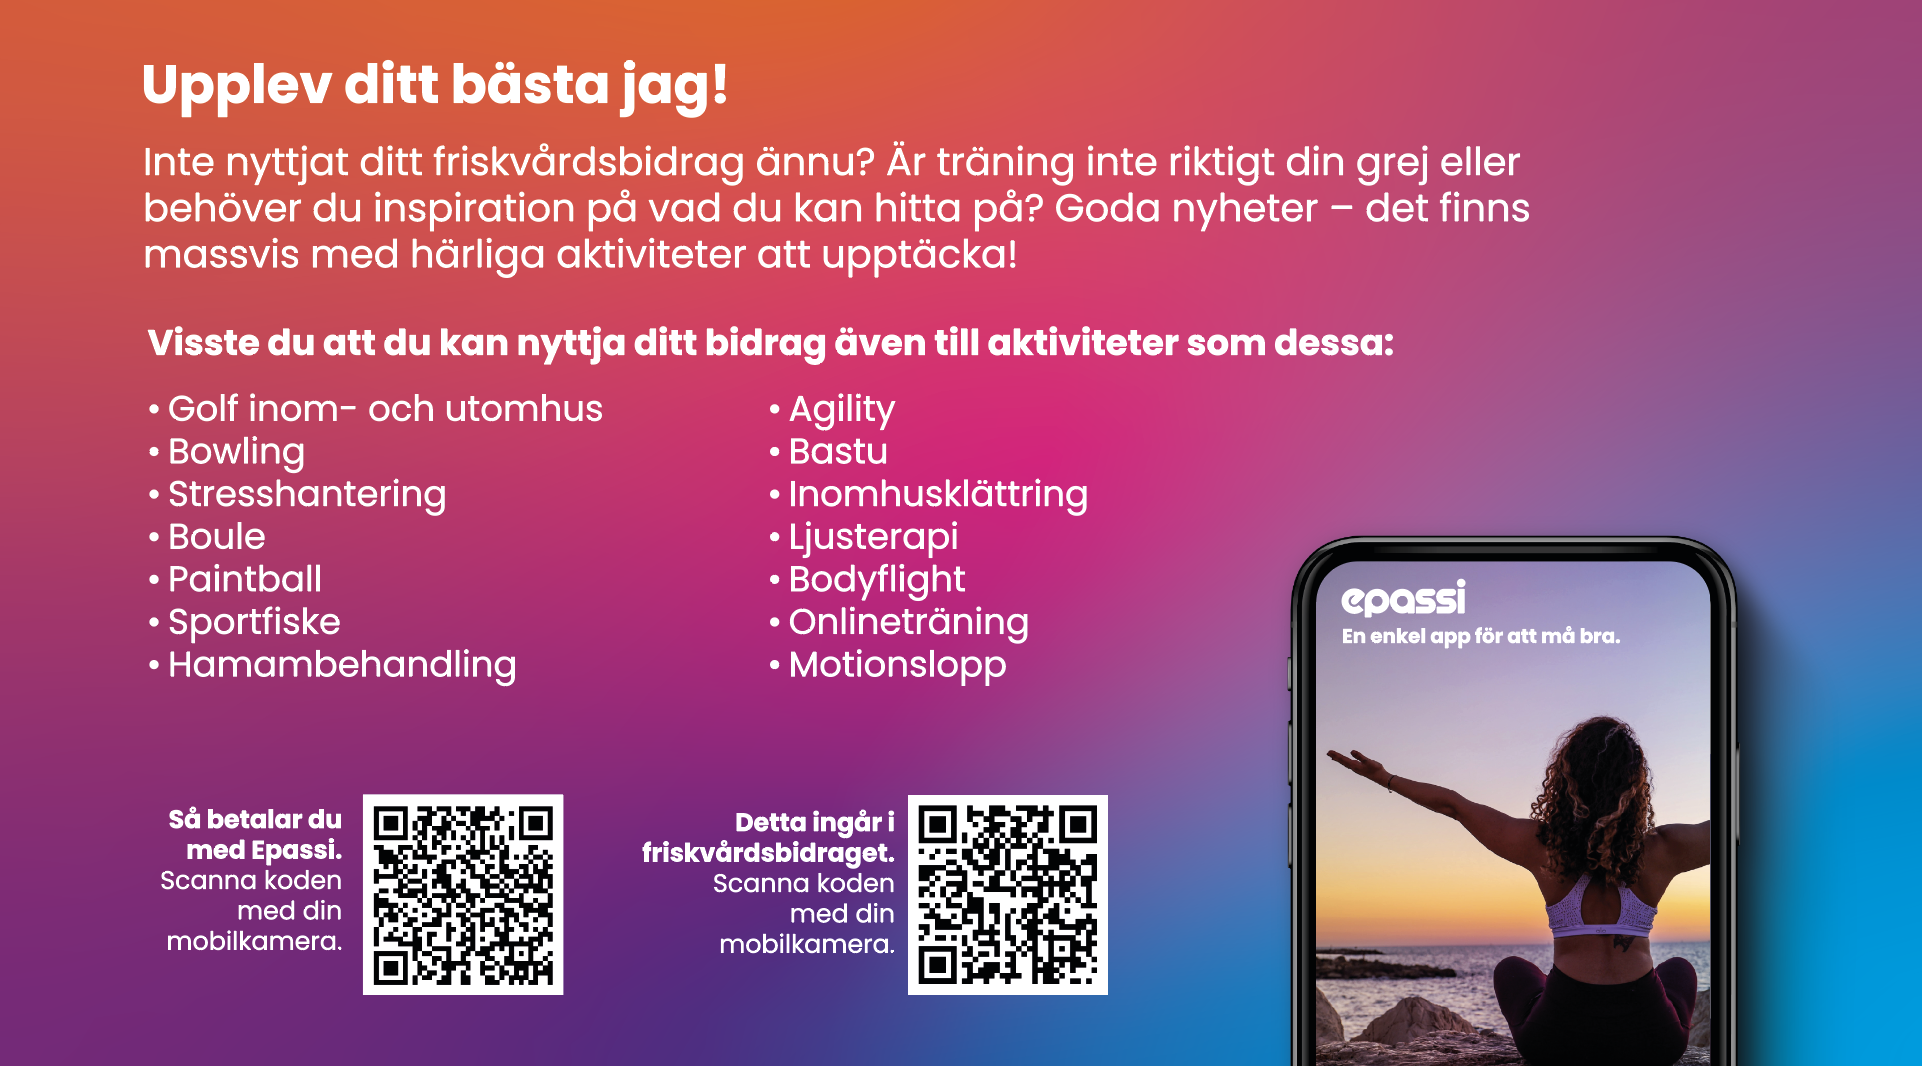 Upplev ditt bästa jag!
Inte nyttjat ditt friskvårdsbidrag ännu? Är träning inte riktigt din grej eller
behöver du inspiration på vad du kan hitta på? Goda nyheter – det finns
massvis med härliga aktiviteter att upptäcka!
Visste du att du kan nyttja ditt bidrag även till aktiviteter som dessa:
• Golf inom- och utomhus
• Bowling
• Stresshantering
• Boule
• Paintball
• Sportfiske
• Hamambehandling
• Agility
• Bastu
• Inomhusklättring
• Ljusterapi
• Bodyflight
• Onlineträning
• Motionslopp
Så betalar du
med Epassi.
Scanna koden
med din
mobilkamera.
Detta ingår i
friskvårdsbidraget.
Scanna koden
med din
mobilkamera.
epassi
En enkel app för att må bra.